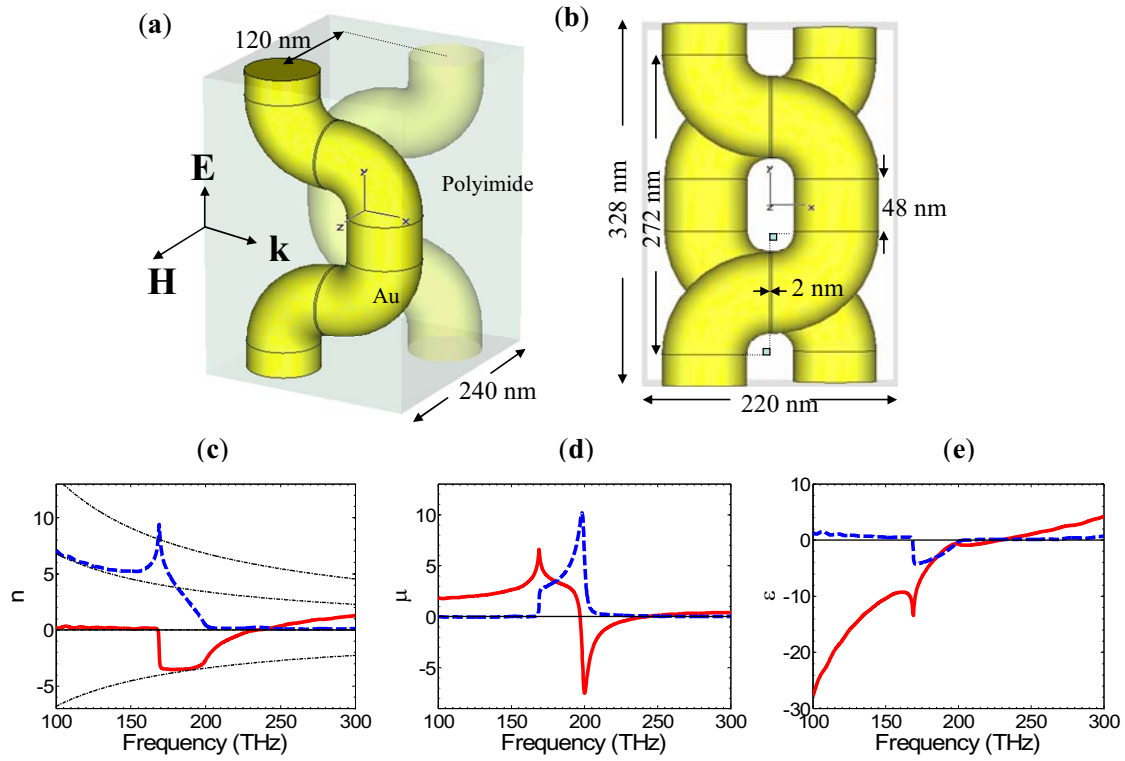 (a)
120 nm
E
H
k
y
x
z
Polyimide
Au
240 nm
(b)
328 nm
272 nm
y
z
x
48 nm
2 nm
220 nm
(c)
n
10
5
0
-5
100
150
200
250
300
Frequency (THz)
(d)
μ
10
5
0
-5
100
150
200
250
300
Frequency (THz)
(e)
ε
10
0
-10
-20
-30
100
150
200
250
300
Frequency (THz)